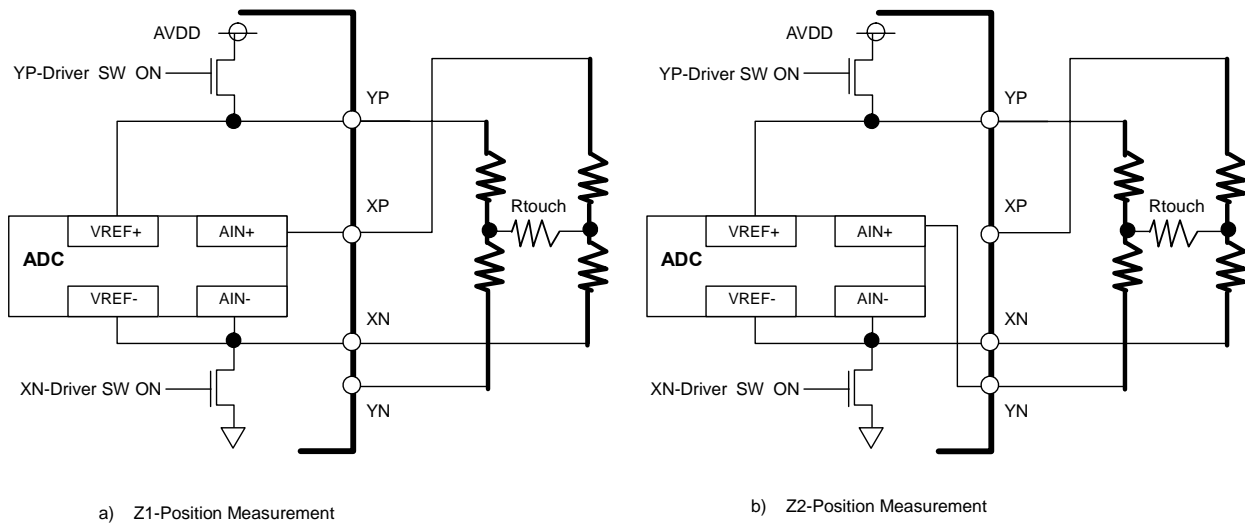 AVDD
YP-Driver SW ON
YP
XP
Rtouch
VREF+
AIN+
ADC
VREF-
AIN-
XN
XN-Driver SW ON
YN
a) Z1-Position Measurement
AVDD
YP-Driver SW ON
YP
XP
Rtouch
VREF+
AIN+
ADC
VREF-
AIN-
XN
XN-Driver SW ON
YN
b) Z2-Position Measurement